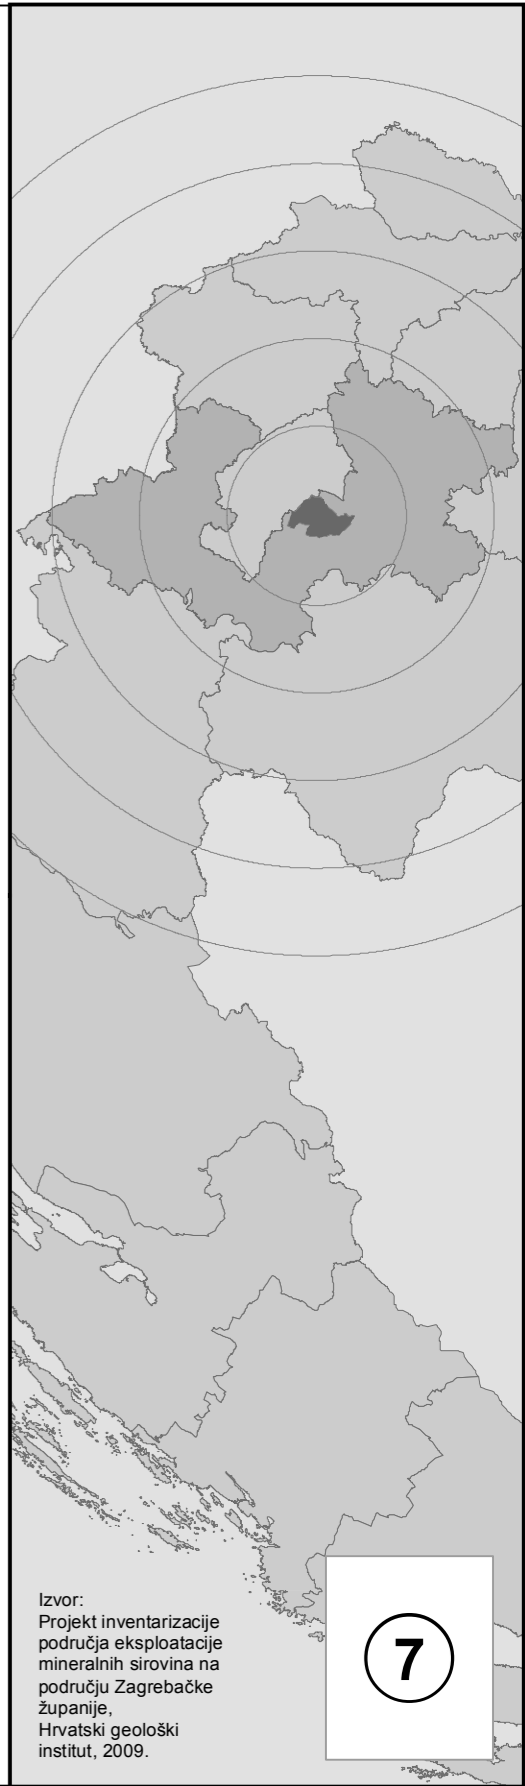 Izvor:
Projekt inventarizacije
područja eksploatacije
mineralnih sirovina na
području Zagrebačke
županije,
Hrvatski geološki
institut, 2009.
7